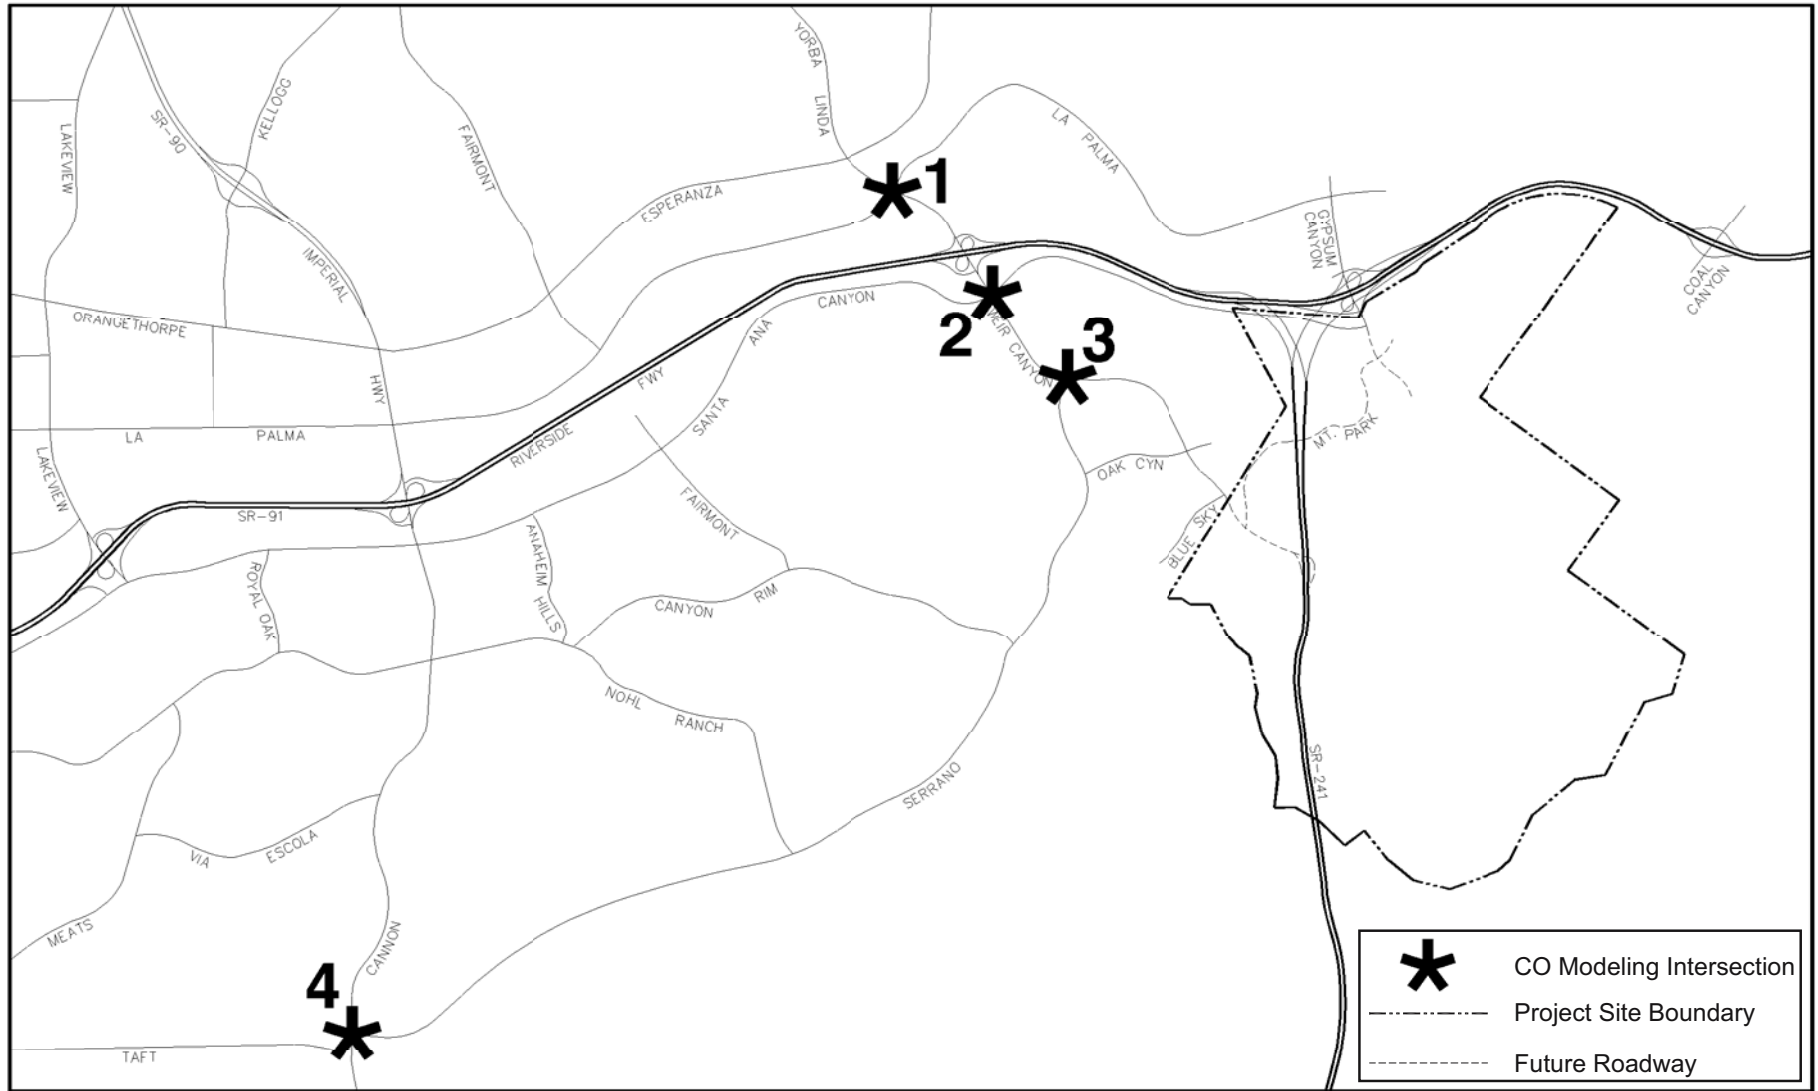 YORBA
LINDA
SR-90
KELLOGG
LAKEVIEW
FAIRMONT
LA PALMA
1
ESPERANZA
GYPSUM
CANYON
IMPERIAL
COAL
CANYON
CANYON
ORANGETHORPE
2
WEIR CANYON
3
ANA
FWY
HWY
SANTA
MT. PARK
LA
PALMA
RIVERSIDE
OAK CYN
LAKEVIEW
SR-91
FAIRMONT
BLUE SKY
ANAHEIM
HILLS
ROYAL OAK
CANYON
RIM
NOHL
RANCH
SR-241
SERRANO
VIA
ESCOLA
MEATS
CANNON
4
TAFT
CO Modeling Intersection
Project Site Boundary
Future Roadway